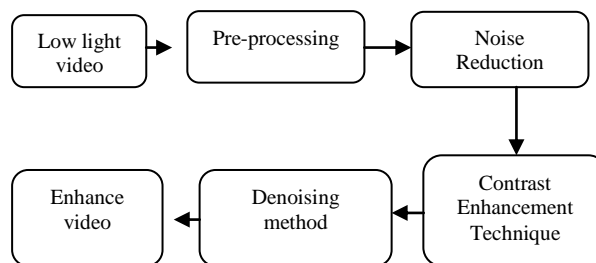 Low light
video
Pre-processing
Noise
Reduction
Contrast
Enhancement
Technique
Denoising
method
Enhance
video